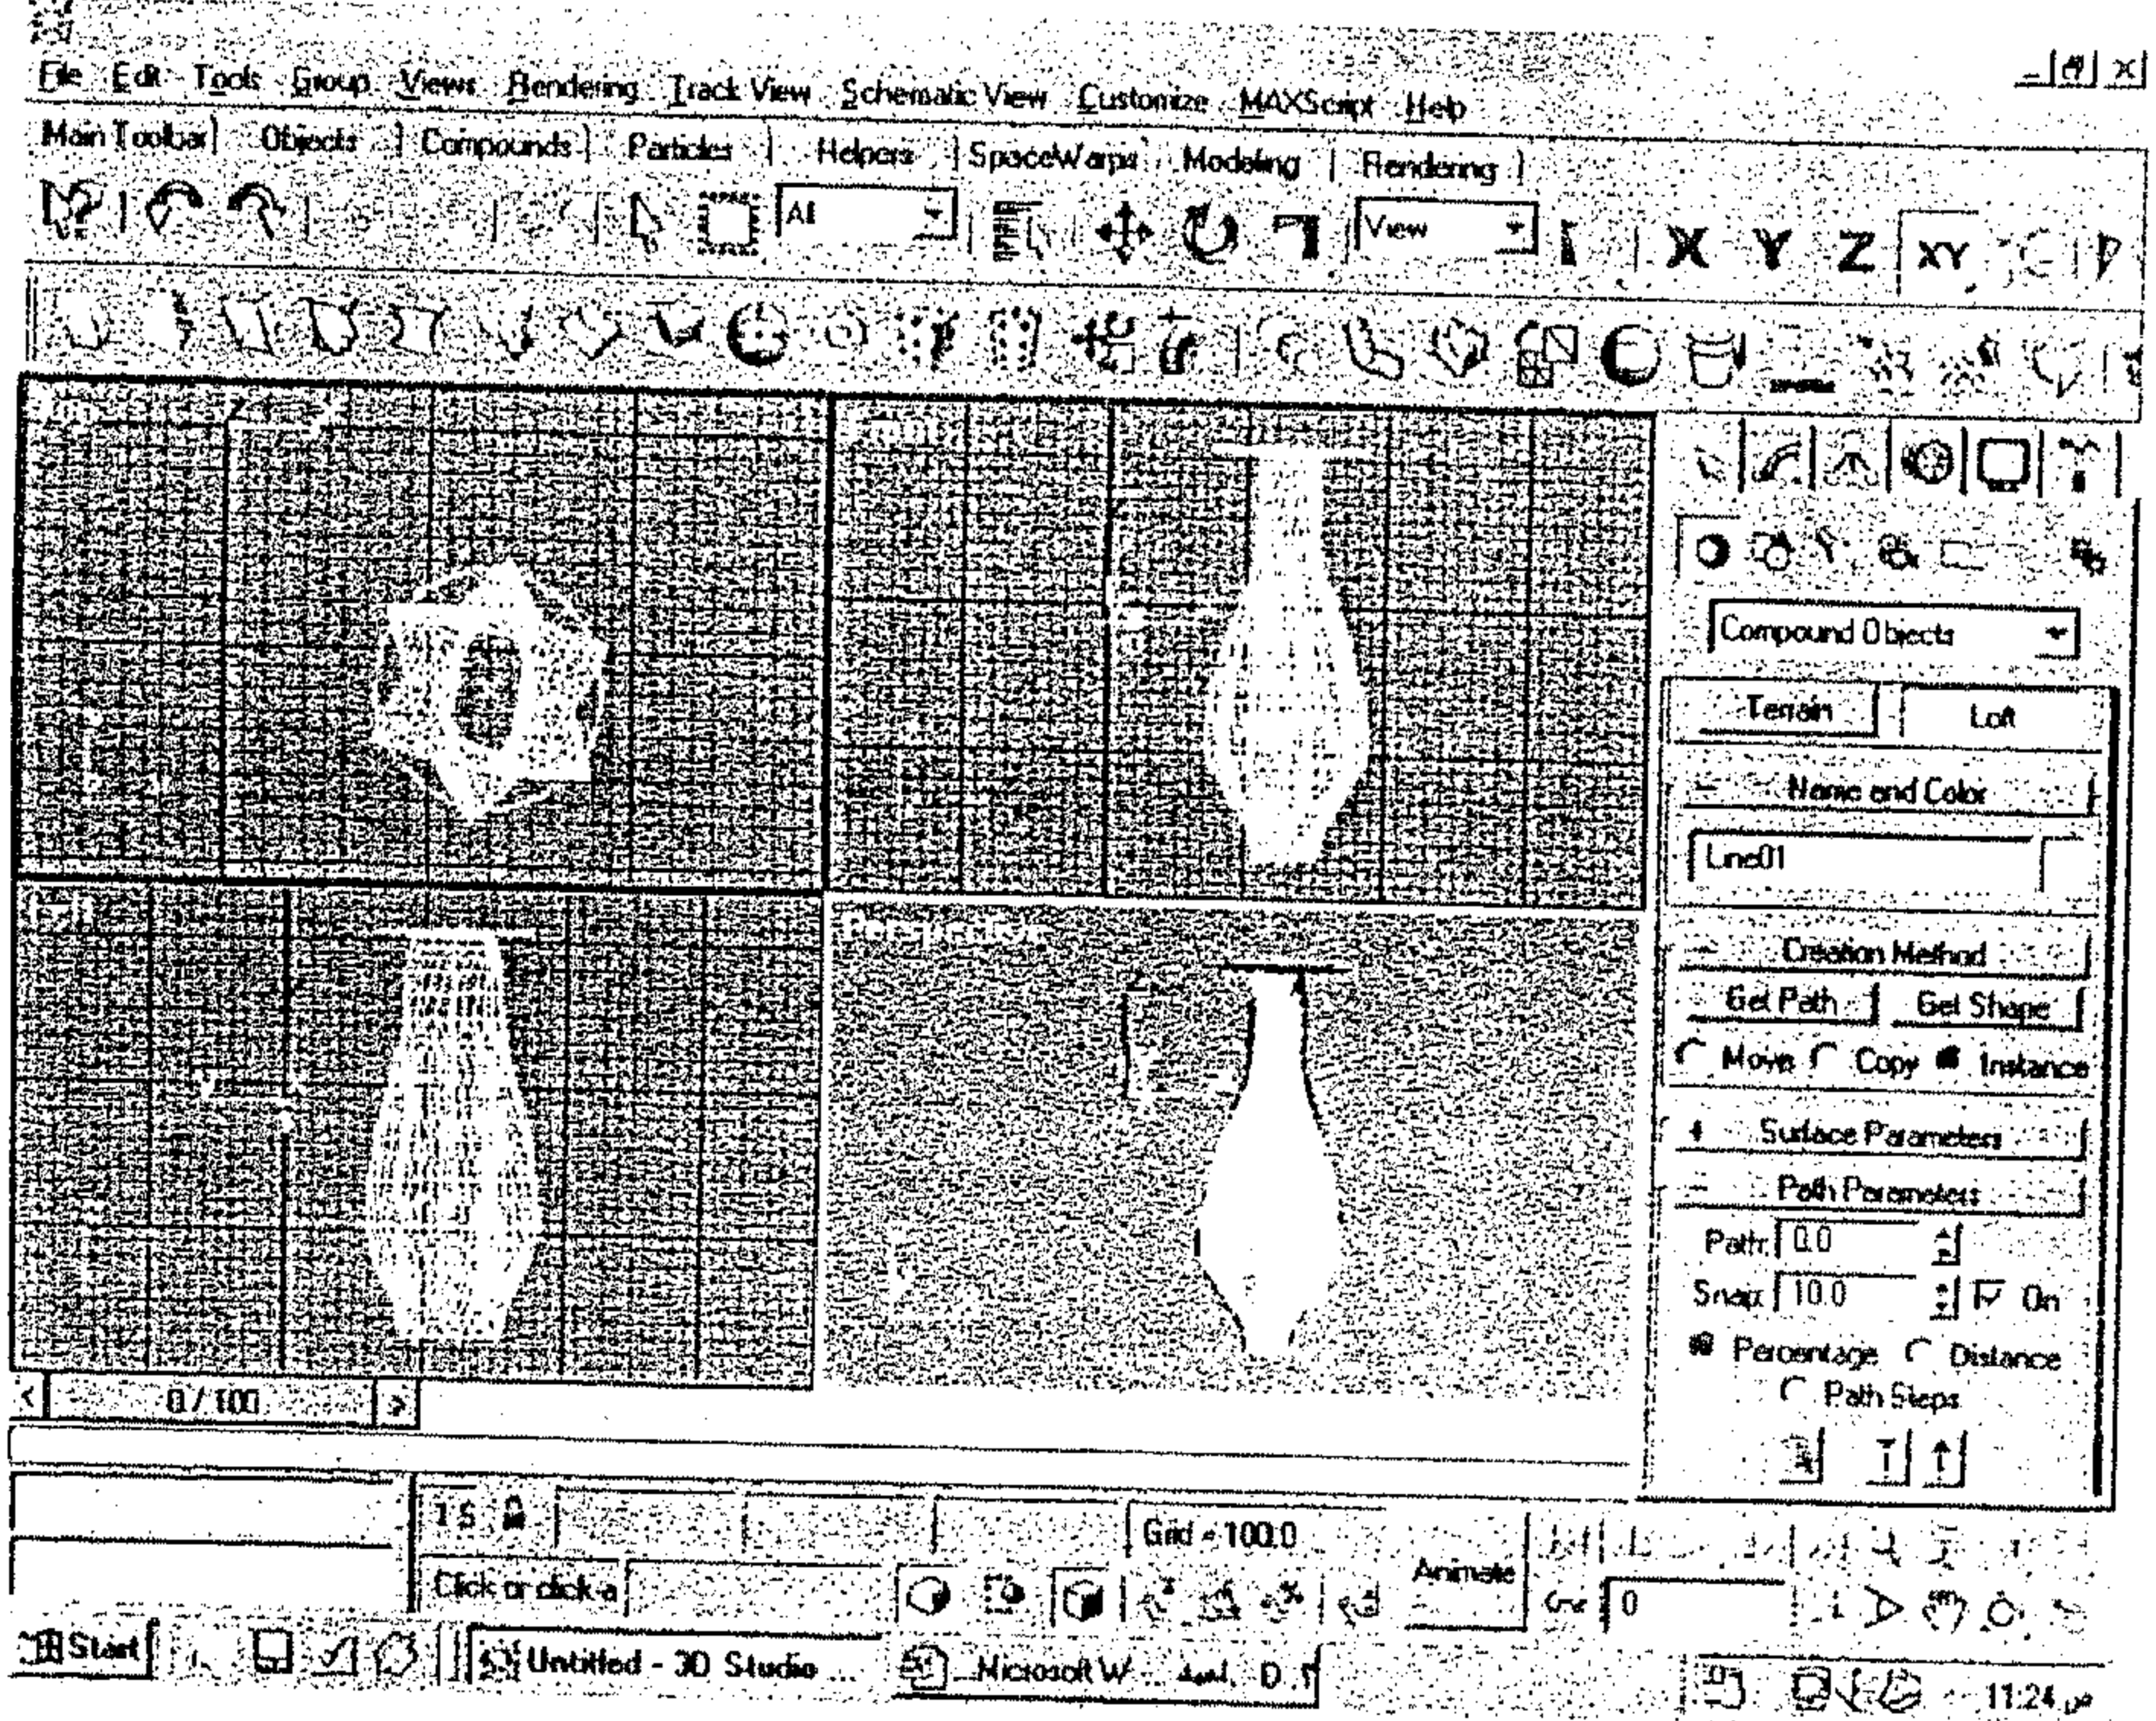 File Edit Tools Group Views Rendering Track View Schematic View Customize MAXScript Help
Main Toolbar Objects Compounds Particles Helpers SpaceWarps Modeling Rendering
All View X Y Z XY
Compound Objects
Terrain Loft
Name and Color
Line01
Left Perspective
Creation Method
Get Path Get Shape
Move Copy Instance
Surface Parameters
Path Parameters
Path: 0.0
Snap: 10.0 On
Percentage Distance
Path Steps
< 0 / 100 >
Grid = 100.0
Click or click-a Animate 0
Start Untitled - 3D Studio ... Microsoft W...
11:24 ص